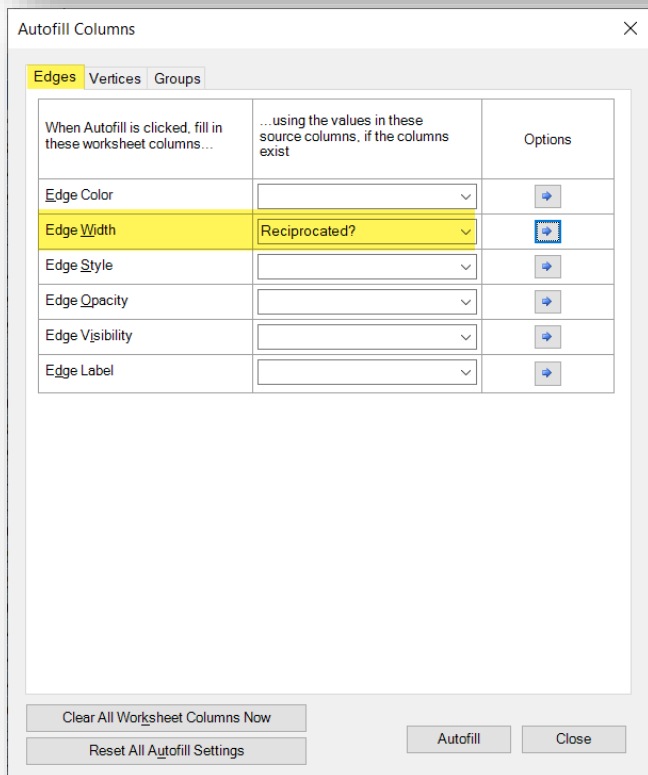 Autofill Columns
Edges Vertices Groups
When Autofill is clicked, fill in
these worksheet columns...
...using the values in these
source columns, if the columns
exist
Options
Edge Color
Edge Width Reciprocated?
Edge Style
Edge Opacity
Edge Visibility
Edge Label
Clear All Worksheet Columns Now
Reset All Autofill Settings
Autofill Close